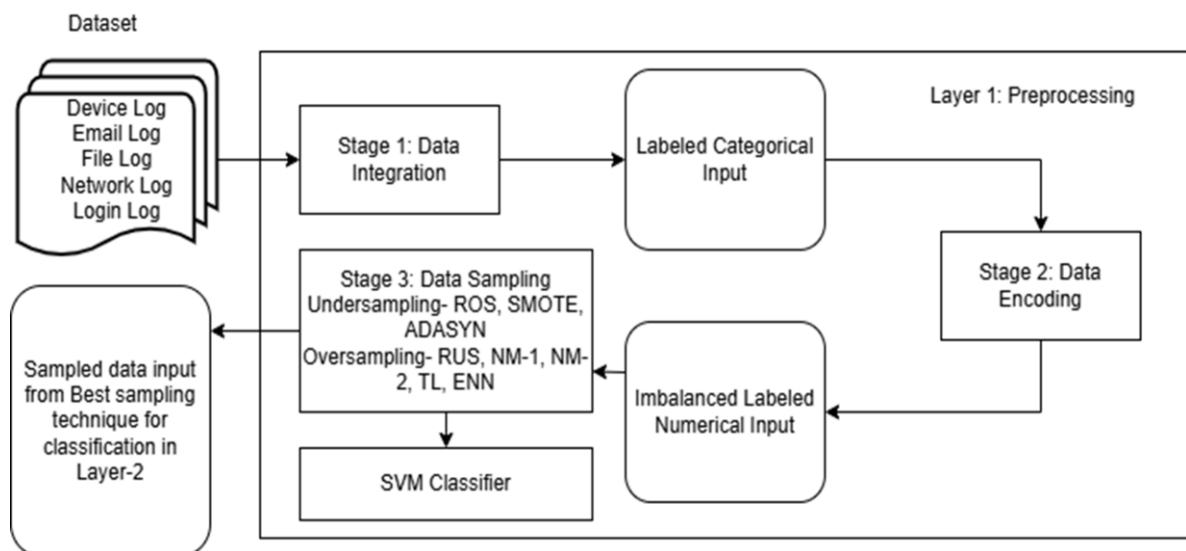 Dataset
Device Log
Email Log
File Log
Network Log
Login Log
Stage 1: Data
Integration
Labeled Categorical
Input
Layer 1: Preprocessing
Stage 2: Data
Encoding
Imbalanced Labeled
Numerical Input
Stage 3: Data Sampling
Undersampling- ROS, SMOTE,
ADASYN
Oversampling- RUS, NM-1, NM-
2, TL, ENN
SVM Classifier
Sampled data input
from Best sampling
technique for
classification in
Layer-2